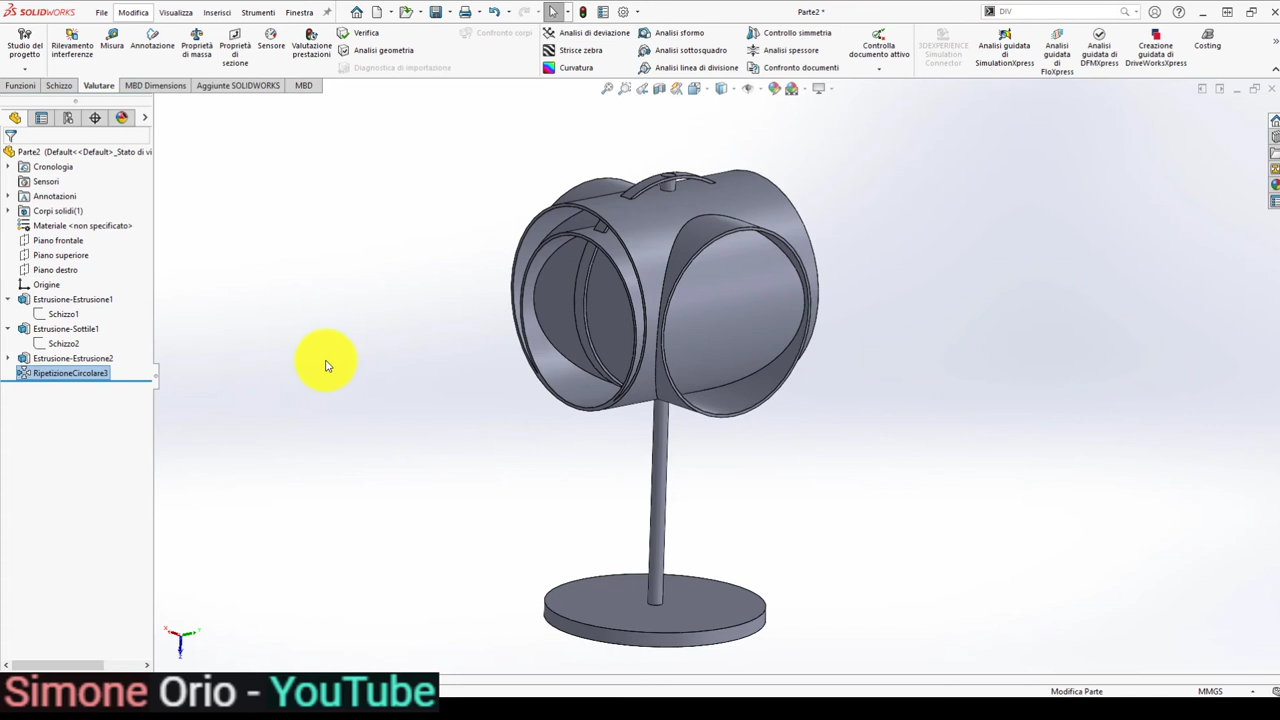 SOLIDWORKS File Modifica Visualizza Inserisci Strumenti Finestra Parte2 * DIV
Studio del progetto
Rilevamento interferenze
Misura
Annotazione
Proprietà di massa
Proprietà di sezione
Sensore
Valutazione prestazioni
Verifica
Analisi geometria
Diagnostica di importazione
Confronto corpi
Analisi di deviazione
Strisce zebra
Curvatura
Analisi sformo
Analisi sottosquadro
Analisi linea di divisione
Controllo simmetria
Analisi spessore
Confronto documenti
Controlla documento attivo
3DEXPERIENCE Simulation Connector
Analisi guidata di SimulationXpress
Analisi guidata di FloXpress
Analisi guidata di DFMXpress
Creazione guidata di DriveWorksXpress
Costing
Funzioni Schizzo Valutare MBD Dimensions Aggiunte SOLIDWORKS MBD
Parte2 (Default<<Default>_Stato di vi
Cronologia
Sensori
Annotazioni
Corpi solidi(1)
Materiale <non specificato>
Piano frontale
Piano superiore
Piano destro
Origine
Estrusione-Estrusione1
Schizzo1
Estrusione-Sottile1
Schizzo2
Estrusione-Estrusione2
RipetizioneCircolare3
Simone Orio - YouTube
Modifica Parte MMGS